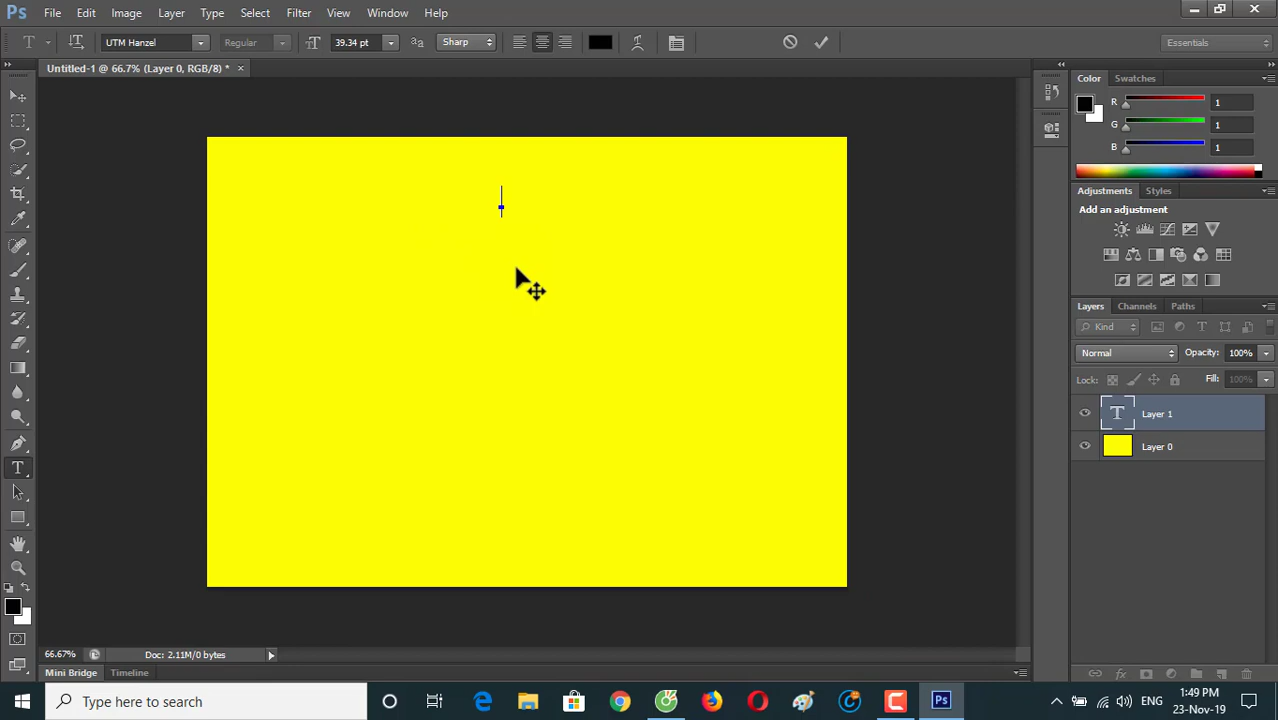 Ps File Edit Image Layer Type Select Filter View Window Help
T UTM Hanzel Regular 39.34 pt aa Sharp Essentials
Untitled-1 @ 66.7% (Layer 0, RGB/8) *
Color Swatches
R 1
G 1
B 1
Adjustments Styles
Add an adjustment
Layers Channels Paths
Kind T
Normal Opacity: 100%
Lock: Fill: 100%
T Layer 1
Layer 0
T
66.67% Doc: 2.11M/0 bytes
Mini Bridge Timeline
Type here to search Ps ENG 1:49 PM
23-Nov-19